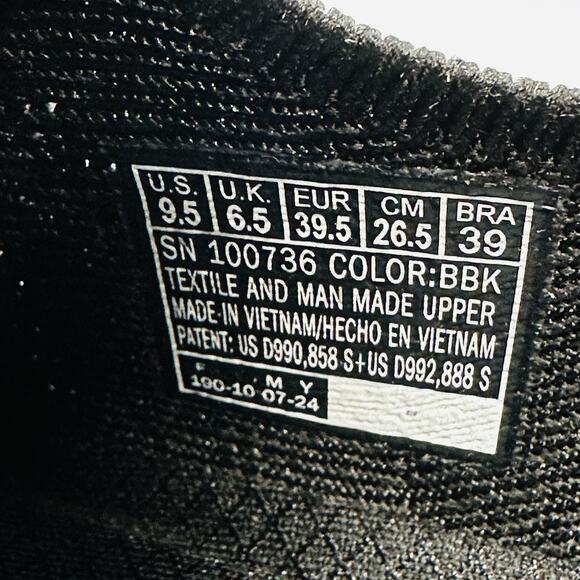 U.S. U.K. EUR CM BRA
9.5 6.5 39.5 26.5 39
SN 100736 COLOR:BBK
TEXTILE AND MAN MADE UPPER
MADE IN VIETNAM/HECHO EN VIETNAM
PATENT: US D990,858 S+US D992,888 S
F M Y
190-10 07-24